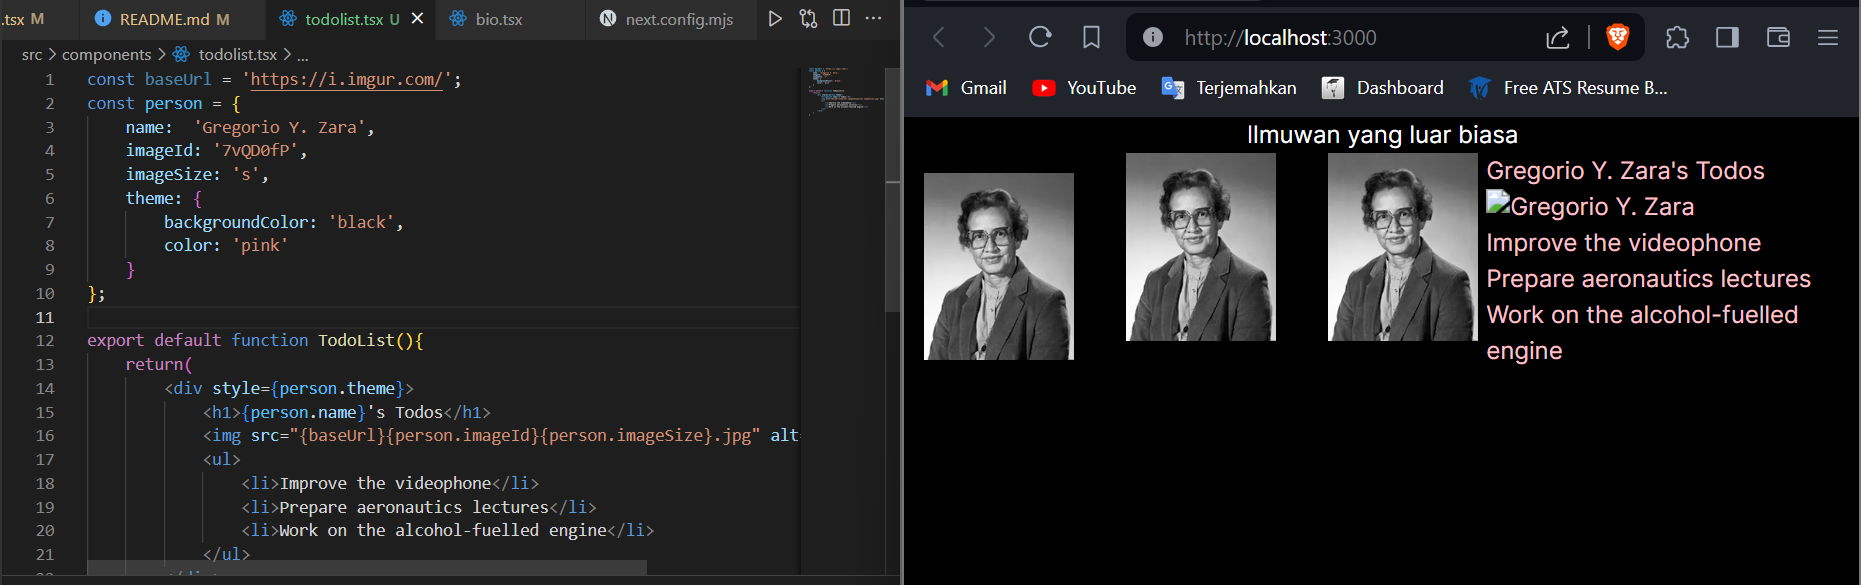 .tsx M README.md M todolist.tsx U bio.tsx next.config.mjs
src > components > todolist.tsx > ...
1 const baseUrl = 'https://i.imgur.com/';
2 const person = {
3 name: 'Gregorio Y. Zara',
4 imageId: '7vQD0fP',
5 imageSize: 's',
6 theme: {
7 backgroundColor: 'black',
8 color: 'pink'
9 }
10 };
11
12 export default function TodoList(){
13 return(
14 <div style={person.theme}>
15 <h1>{person.name}'s Todos</h1>
16 <img src="{baseUrl}{person.imageId}{person.imageSize}.jpg" alt=
17 <ul>
18 <li>Improve the videophone</li>
19 <li>Prepare aeronautics lectures</li>
20 <li>Work on the alcohol-fuelled engine</li>
21 </ul>
http://localhost:3000
Gmail YouTube Terjemahkan Dashboard Free ATS Resume B...
Ilmuwan yang luar biasa
Gregorio Y. Zara's Todos
Gregorio Y. Zara
Improve the videophone
Prepare aeronautics lectures
Work on the alcohol-fuelled
engine